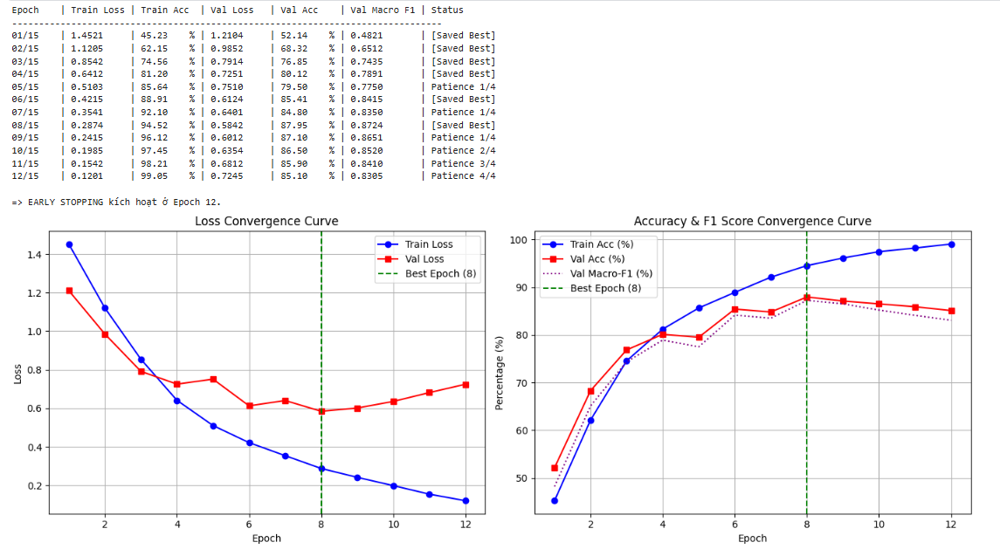 Epoch | Train Loss | Train Acc | Val Loss | Val Acc | Val Macro F1 | Status
--------------------------------------------------------------------------------
01/15 | 1.4521 | 45.23 % | 1.2104 | 52.14 % | 0.4821 | [Saved Best]
02/15 | 1.1205 | 62.15 % | 0.9852 | 68.32 % | 0.6512 | [Saved Best]
03/15 | 0.8542 | 74.56 % | 0.7914 | 76.85 % | 0.7435 | [Saved Best]
04/15 | 0.6412 | 81.20 % | 0.7251 | 80.12 % | 0.7891 | [Saved Best]
05/15 | 0.5103 | 85.64 % | 0.7510 | 79.50 % | 0.7750 | Patience 1/4
06/15 | 0.4215 | 88.91 % | 0.6124 | 85.41 % | 0.8415 | [Saved Best]
07/15 | 0.3541 | 92.10 % | 0.6401 | 84.80 % | 0.8350 | Patience 1/4
08/15 | 0.2874 | 94.52 % | 0.5842 | 87.95 % | 0.8724 | [Saved Best]
09/15 | 0.2415 | 96.12 % | 0.6012 | 87.10 % | 0.8651 | Patience 1/4
10/15 | 0.1985 | 97.45 % | 0.6354 | 86.50 % | 0.8520 | Patience 2/4
11/15 | 0.1542 | 98.21 % | 0.6812 | 85.90 % | 0.8410 | Patience 3/4
12/15 | 0.1201 | 99.05 % | 0.7245 | 85.10 % | 0.8305 | Patience 4/4
=> EARLY STOPPING kích hoạt ở Epoch 12.
Loss Convergence Curve
Train Loss
Val Loss
Best Epoch (8)
Loss
1.4
1.2
1.0
0.8
0.6
0.4
0.2
2 4 6 8 10 12
Epoch
Accuracy & F1 Score Convergence Curve
Train Acc (%)
Val Acc (%)
Val Macro-F1 (%)
Best Epoch (8)
Percentage (%)
100
90
80
70
60
50
2 4 6 8 10 12
Epoch